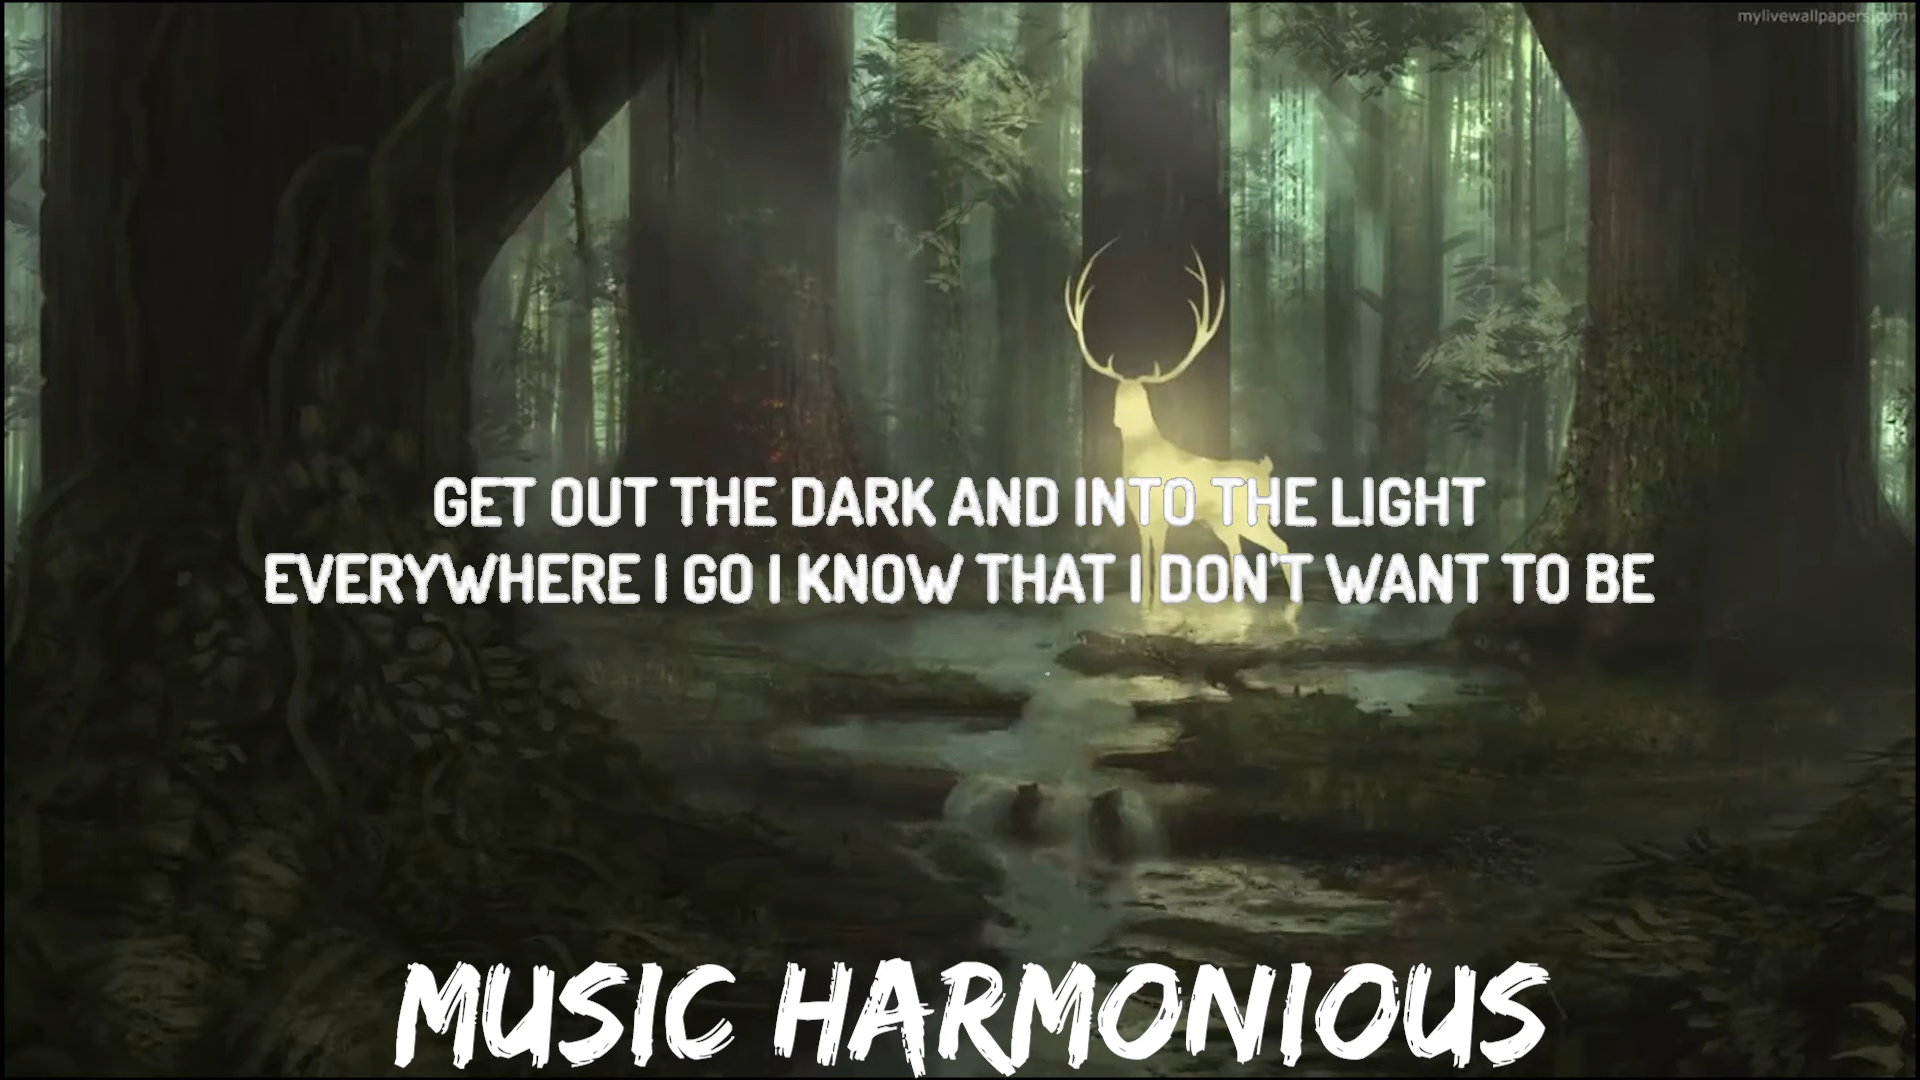 mylivewallpapers.com
GET OUT THE DARK AND INTO THE LIGHT
EVERYWHERE I GO I KNOW THAT I DON'T WANT TO BE
MUSIC HARMONIOUS